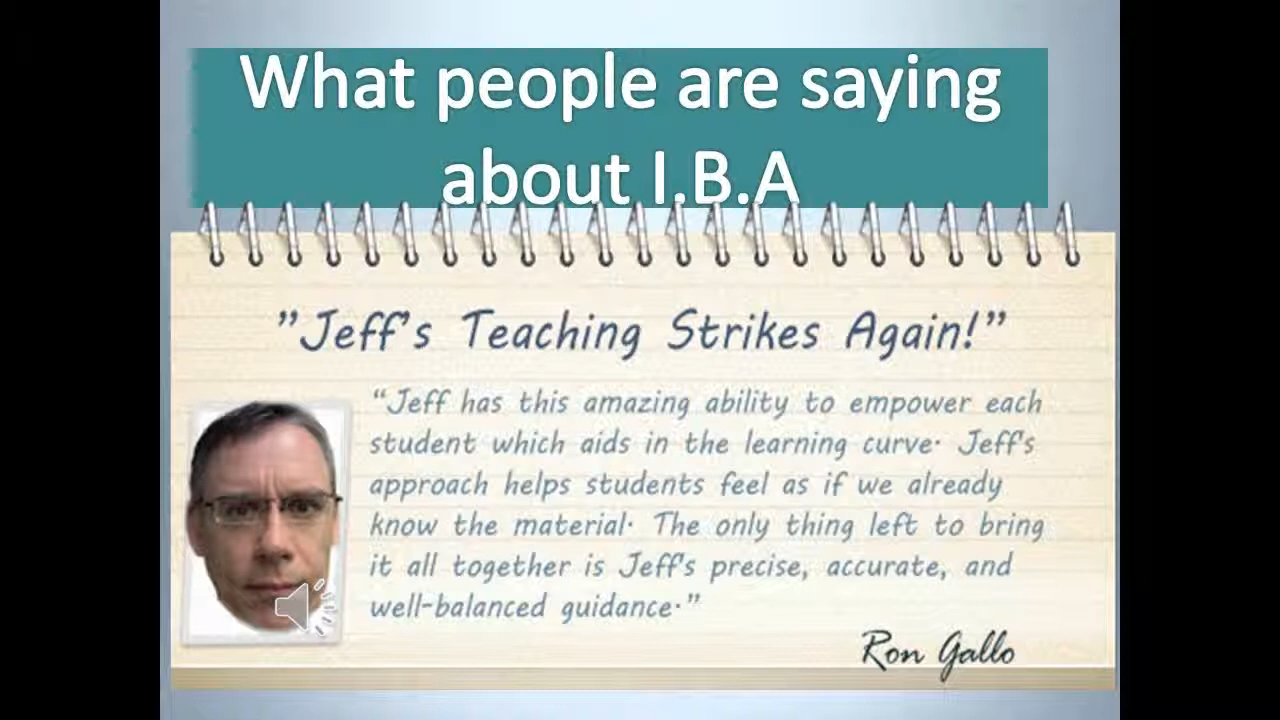 What people are saying
about I.B.A
”Jeff's Teaching Strikes Again!”
“Jeff has this amazing ability to empower each
student which aids in the learning curve. Jeff's
approach helps students feel as if we already
know the material. The only thing left to bring
it all together is Jeff's precise, accurate, and
well-balanced guidance.”
Ron Gallo